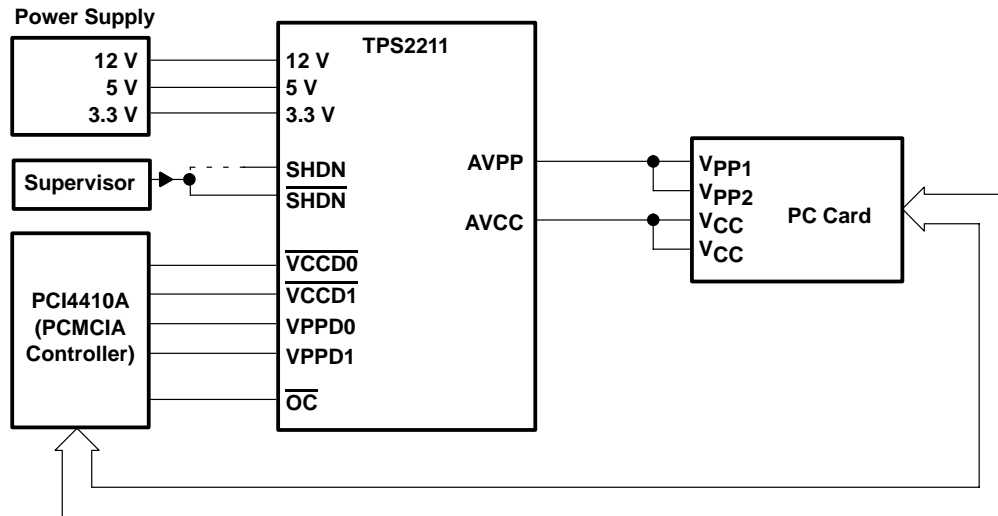 Power Supply
12 V
5 V
3.3 V
Supervisor
PCI4410A
(PCMCIA
Controller)
TPS2211
12 V
5 V
3.3 V
SHDN
SHDN
VCCD0
VCCD1
VPPD0
VPPD1
OC
AVPP
AVCC
VPP1
VPP2
VCC
VCC
PC Card